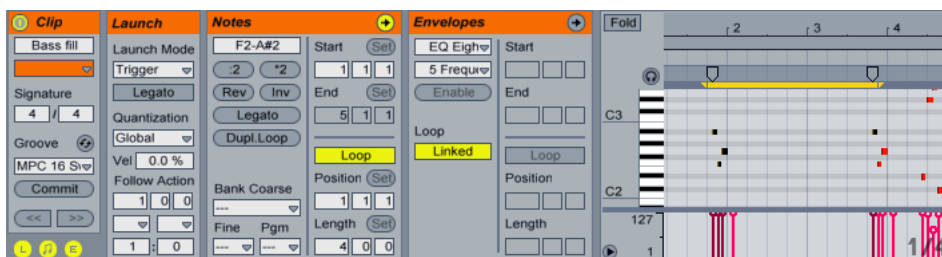 Clip
Bass fill
Signature
4 / 4
Groove
MPC 16 Sw
Commit
<< >>
L E
Launch
Launch Mode
Trigger
Legato
Quantization
Global
Vel 0.0 %
Follow Action
1 0 0
1 : 0
Notes
F2-A#2
:2 *2
Rev Inv
Legato
Dupl.Loop
Bank Coarse
---
Fine Pgm
--- ---
Start Set
1 1 1
End Set
5 1 1
Loop
Position Set
1 1 1
Length Set
4 0 0
Envelopes
EQ Eigh
5 Freque
Enable
Loop
Linked
Start
End
Loop
Position
Length
Fold
2 3 4
C3
C2
127
1
1/4